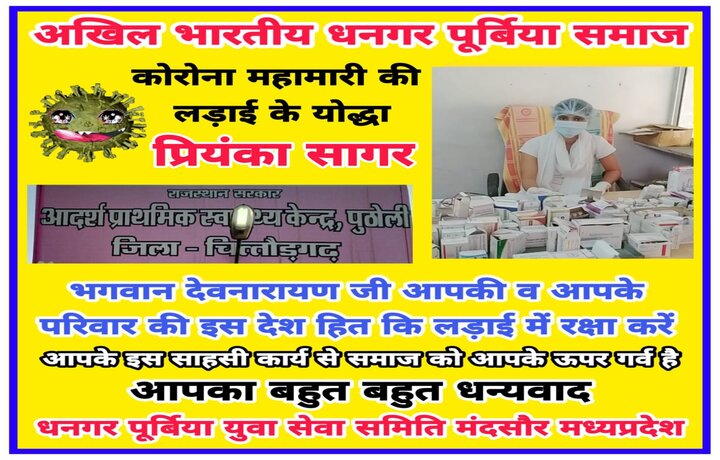 अखिल भारतीय धनगर पूर्बिया समाज
कोरोना महामारी की
लड़ाई के योद्धा
प्रियंका सागर
राजस्थान सरकार
आदर्श प्राथमिक स्वास्थ्य केन्द्र, पुठोली
जिला - चित्तौड़गढ़
भगवान देवनारायण जी आपकी व आपके
परिवार की इस देश हित कि लड़ाई में रक्षा करें
आपके इस साहसी कार्य से समाज को आपके ऊपर गर्व है
आपका बहुत बहुत धन्यवाद
धनगर पूर्बिया युवा सेवा समिति मंदसौर मध्यप्रदेश